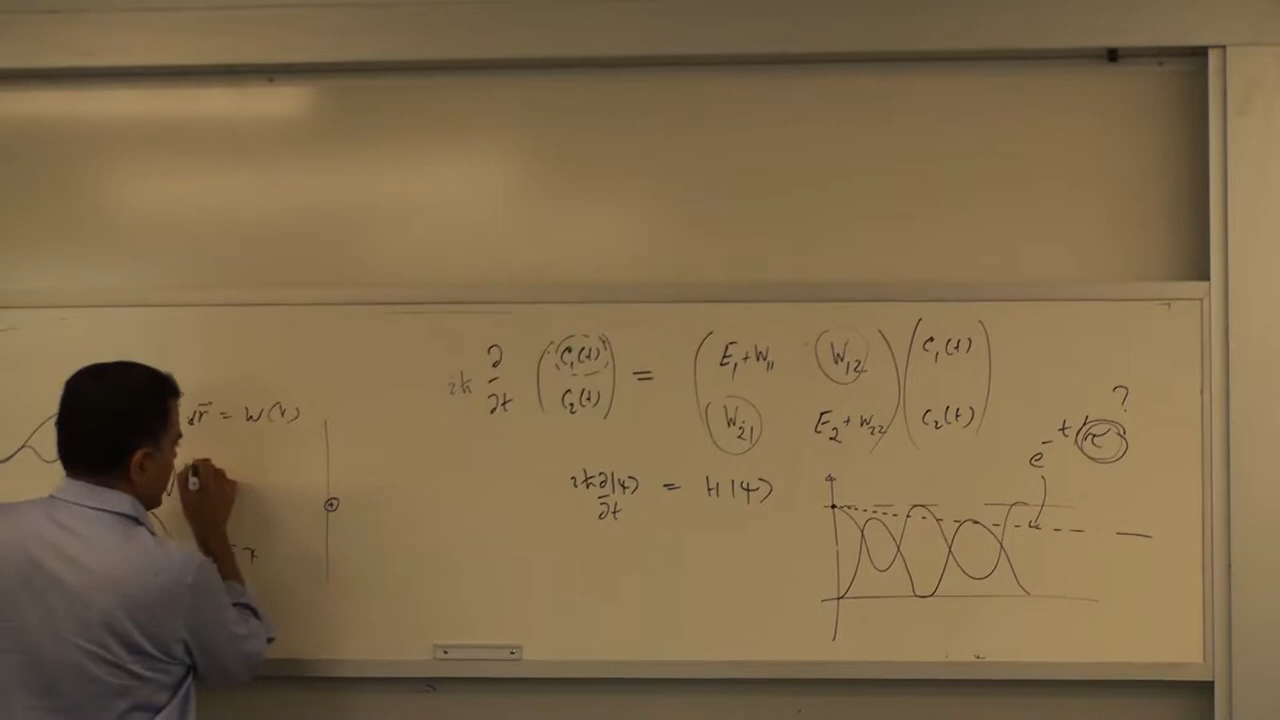 dr⃗ = W(r)
x
iħ ∂/∂t (C₁(t) C₂(t)) = (E₁+W₁₁ W₁₂ W₂₁ E₂+W₂₂) (C₁(t) C₂(t))
iħ ∂|ψ⟩/∂t = H|ψ⟩
?
e^-t/τ